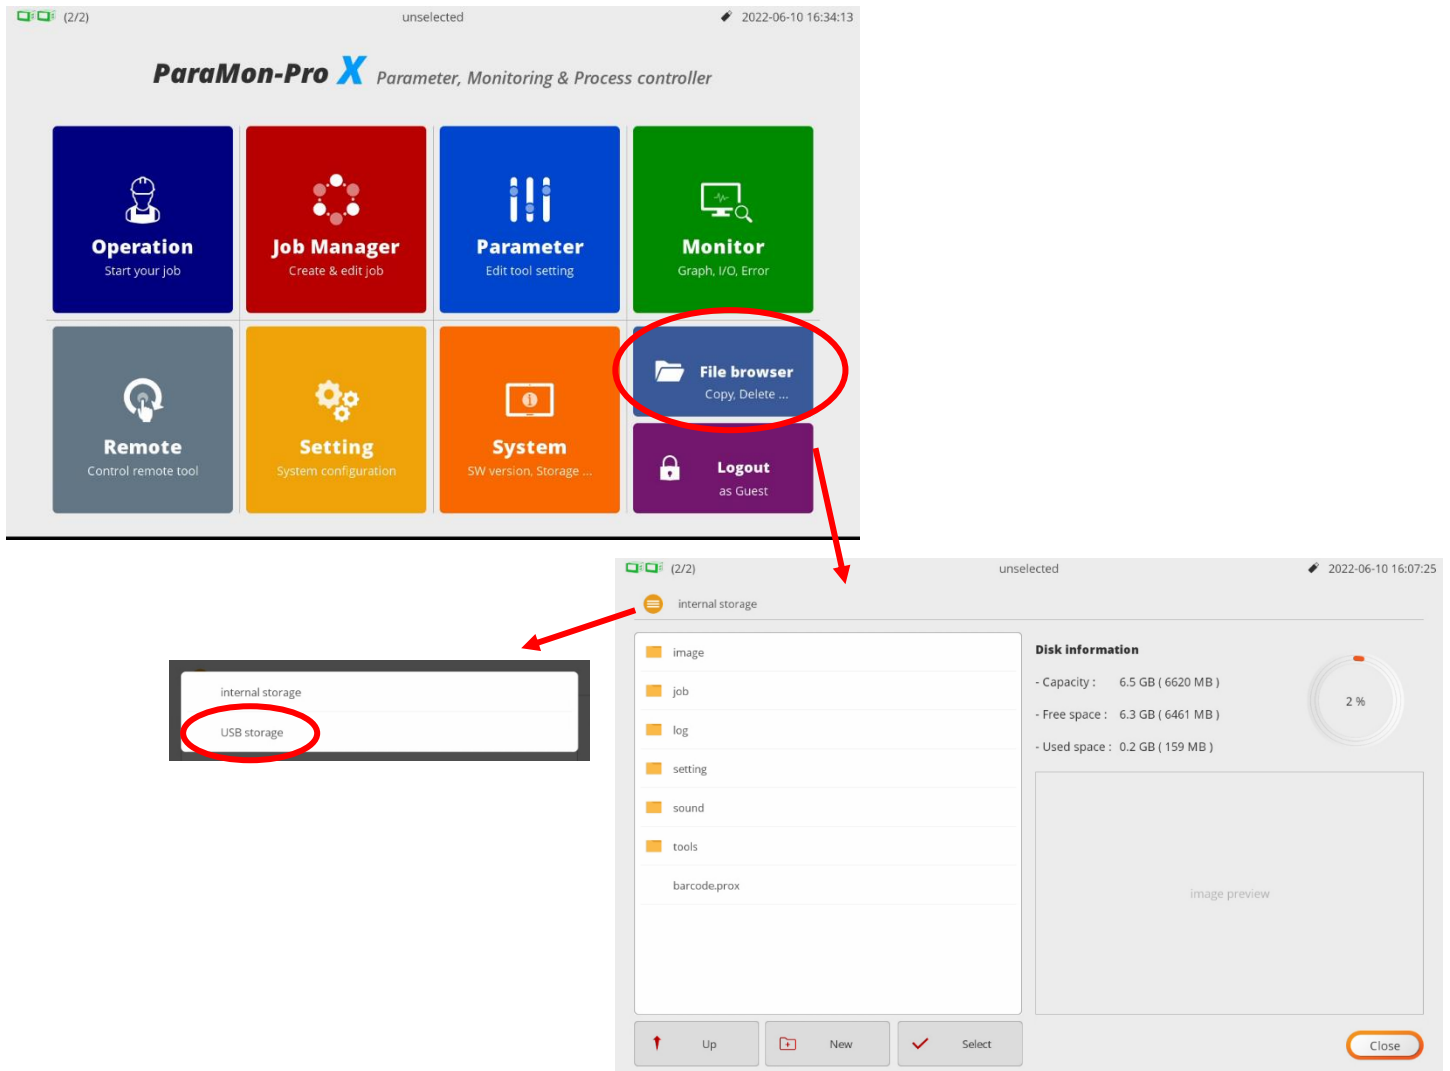 (2/2) unselected 2022-06-10 16:34:13
ParaMon-Pro X Parameter, Monitoring & Process controller
Operation
Start your job
Job Manager
Create & edit job
Parameter
Edit tool setting
Monitor
Graph, I/O, Error
Remote
Control remote tool
Setting
System configuration
System
SW version, Storage ...
File browser
Copy, Delete ...
Logout
as Guest
(2/2) unselected 2022-06-10 16:07:25
internal storage
internal storage
USB storage
image
job
log
setting
sound
tools
barcode.prox
Disk information
- Capacity : 6.5 GB ( 6620 MB )
- Free space : 6.3 GB ( 6461 MB )
- Used space : 0.2 GB ( 159 MB )
2 %
image preview
Up
New
Select
Close